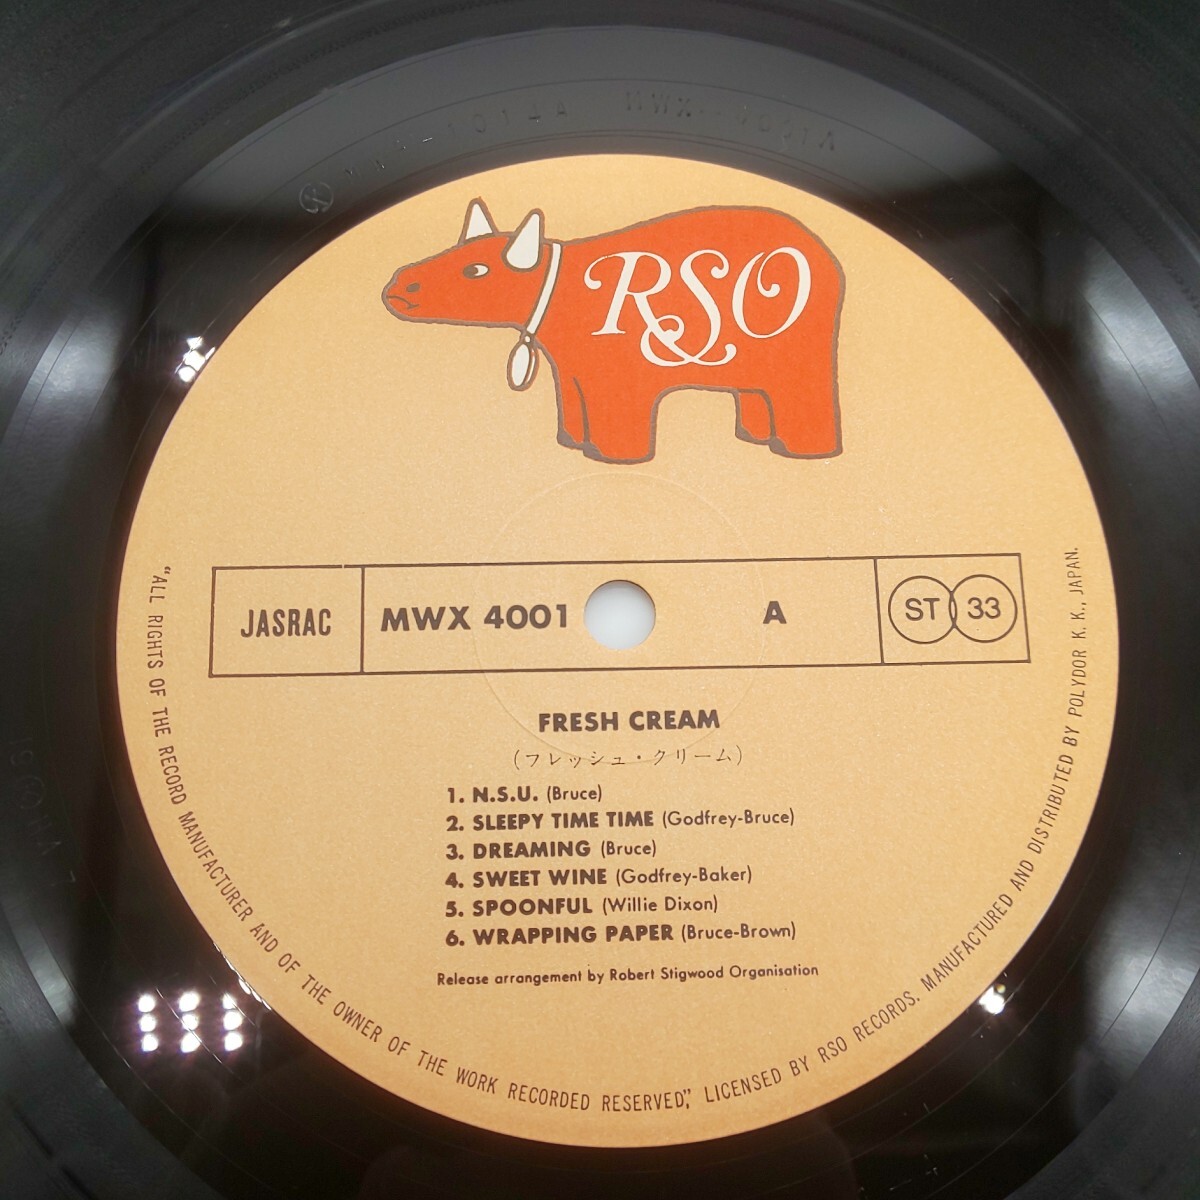 RSO
JASRAC
MWX 4001
A
ST 33
FRESH CREAM
(フレッシュ・クリーム)
1. N.S.U. (Bruce)
2. SLEEPY TIME TIME (Godfrey-Bruce)
3. DREAMING (Bruce)
4. SWEET WINE (Godfrey-Baker)
5. SPOONFUL (Willie Dixon)
6. WRAPPING PAPER (Bruce-Brown)
Release arrangement by Robert Stigwood Organisation
“ALL RIGHTS OF THE RECORD MANUFACTURER AND OF THE OWNER OF THE WORK RECORDED RESERVED,” LICENSED BY RSO RECORDS. MANUFACTURED AND DISTRIBUTED BY POLYDOR K. K., JAPAN.